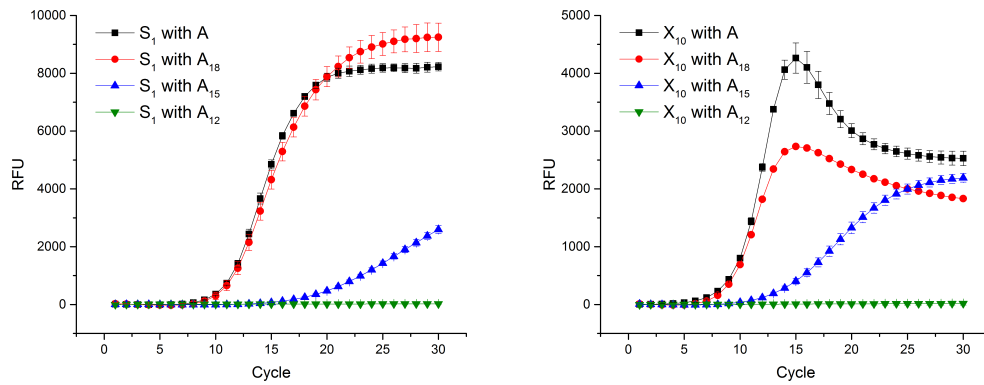 S₁ with A
S₁ with A₁₈
S₁ with A₁₅
S₁ with A₁₂
10000
8000
6000
4000
2000
0
RFU
0 5 10 15 20 25 30
Cycle
X₁₀ with A
X₁₀ with A₁₈
X₁₀ with A₁₅
X₁₀ with A₁₂
5000
4000
3000
2000
1000
0
RFU
0 5 10 15 20 25 30
Cycle